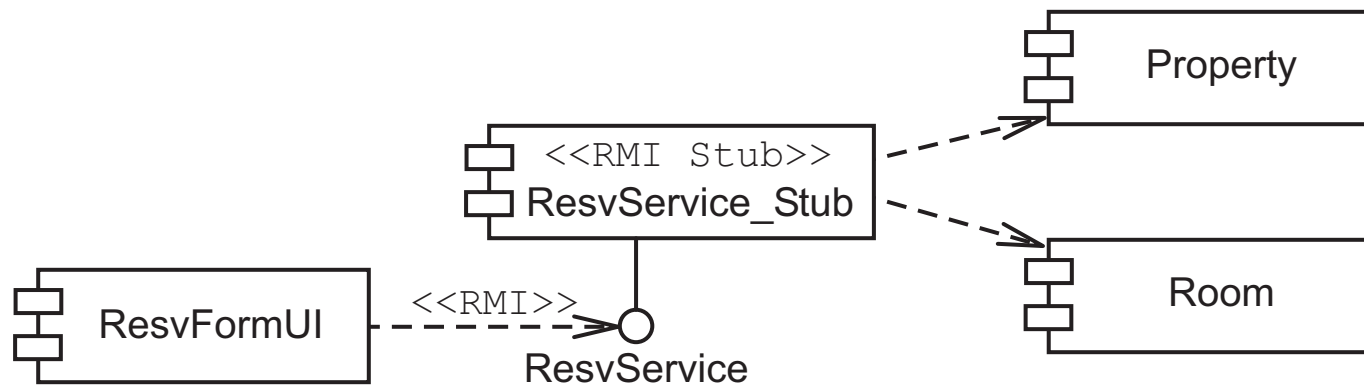 Property
<<RMI Stub>>
ResvService_Stub
Room
<<RMI>>
ResvFormUI
ResvService